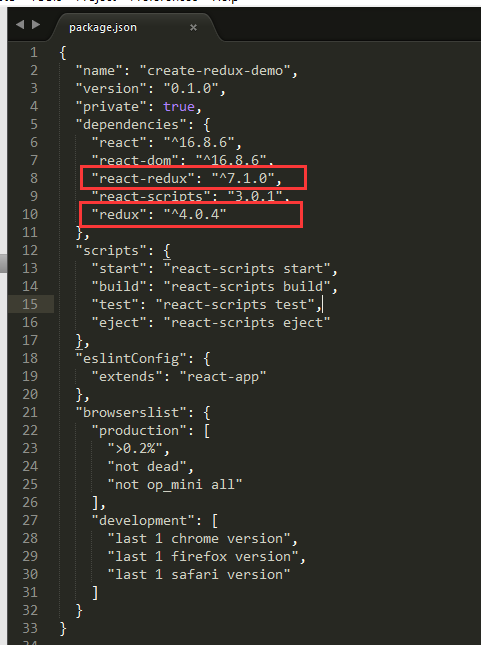 Tools Project Preferences Help
package.json ×
1 {
2 "name": "create-redux-demo",
3 "version": "0.1.0",
4 "private": true,
5 "dependencies": {
6 "react": "^16.8.6",
7 "react-dom": "^16.8.6",
8 "react-redux": "^7.1.0",
9 "react-scripts": "3.0.1",
10 "redux": "^4.0.4"
11 },
12 "scripts": {
13 "start": "react-scripts start",
14 "build": "react-scripts build",
15 "test": "react-scripts test",
16 "eject": "react-scripts eject"
17 },
18 "eslintConfig": {
19 "extends": "react-app"
20 },
21 "browserslist": {
22 "production": [
23 ">0.2%",
24 "not dead",
25 "not op_mini all"
26 ],
27 "development": [
28 "last 1 chrome version",
29 "last 1 firefox version",
30 "last 1 safari version"
31 ]
32 }
33 }